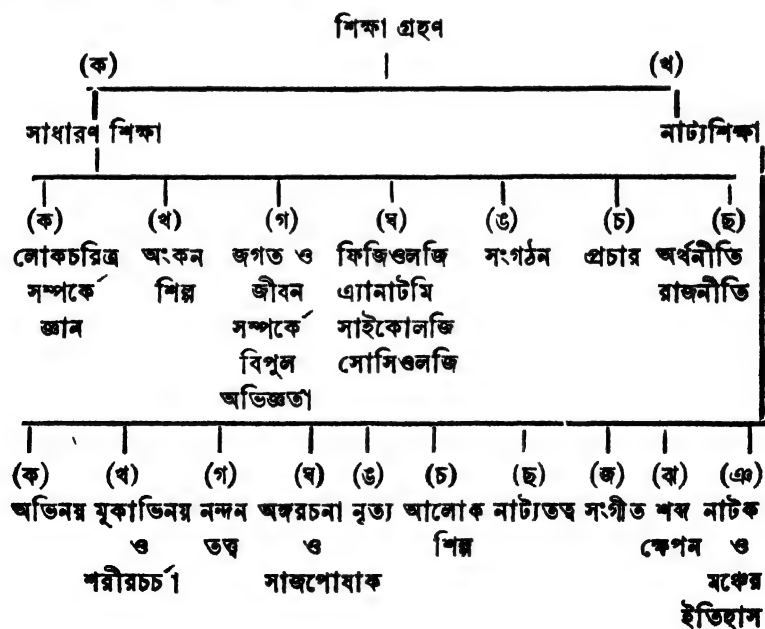 শিক্ষা গ্রহণ
(ক) (খ)
সাধারণ শিক্ষা নাট্যশিক্ষা
(ক) (খ) (গ) (ঘ) (ঙ) (চ) (ছ)
লোকচরিত্র অংকন জগত ও ফিজিওলজি সংগঠন প্রচার অর্থনীতি
সম্পর্কে শিল্প জীবন এ্যানাটমি রাজনীতি
জ্ঞান সম্পর্কে সাইকোলজি
বিপুল সোসিওলজি
অভিজ্ঞতা
(ক) (খ) (গ) (ঘ) (ঙ) (চ) (ছ) (জ) (ঝ) (ঞ)
অভিনয় মূকাভিনয় নন্দন অঙ্গরচনা নৃত্য আলোক নাট্যতত্ব সংগীত শব্দ নাটক
ও তত্ত্ব ও শিল্প ক্ষেপন ও
শরীরচর্চা সাজপোষাক মঞ্চের
ইতিহাস